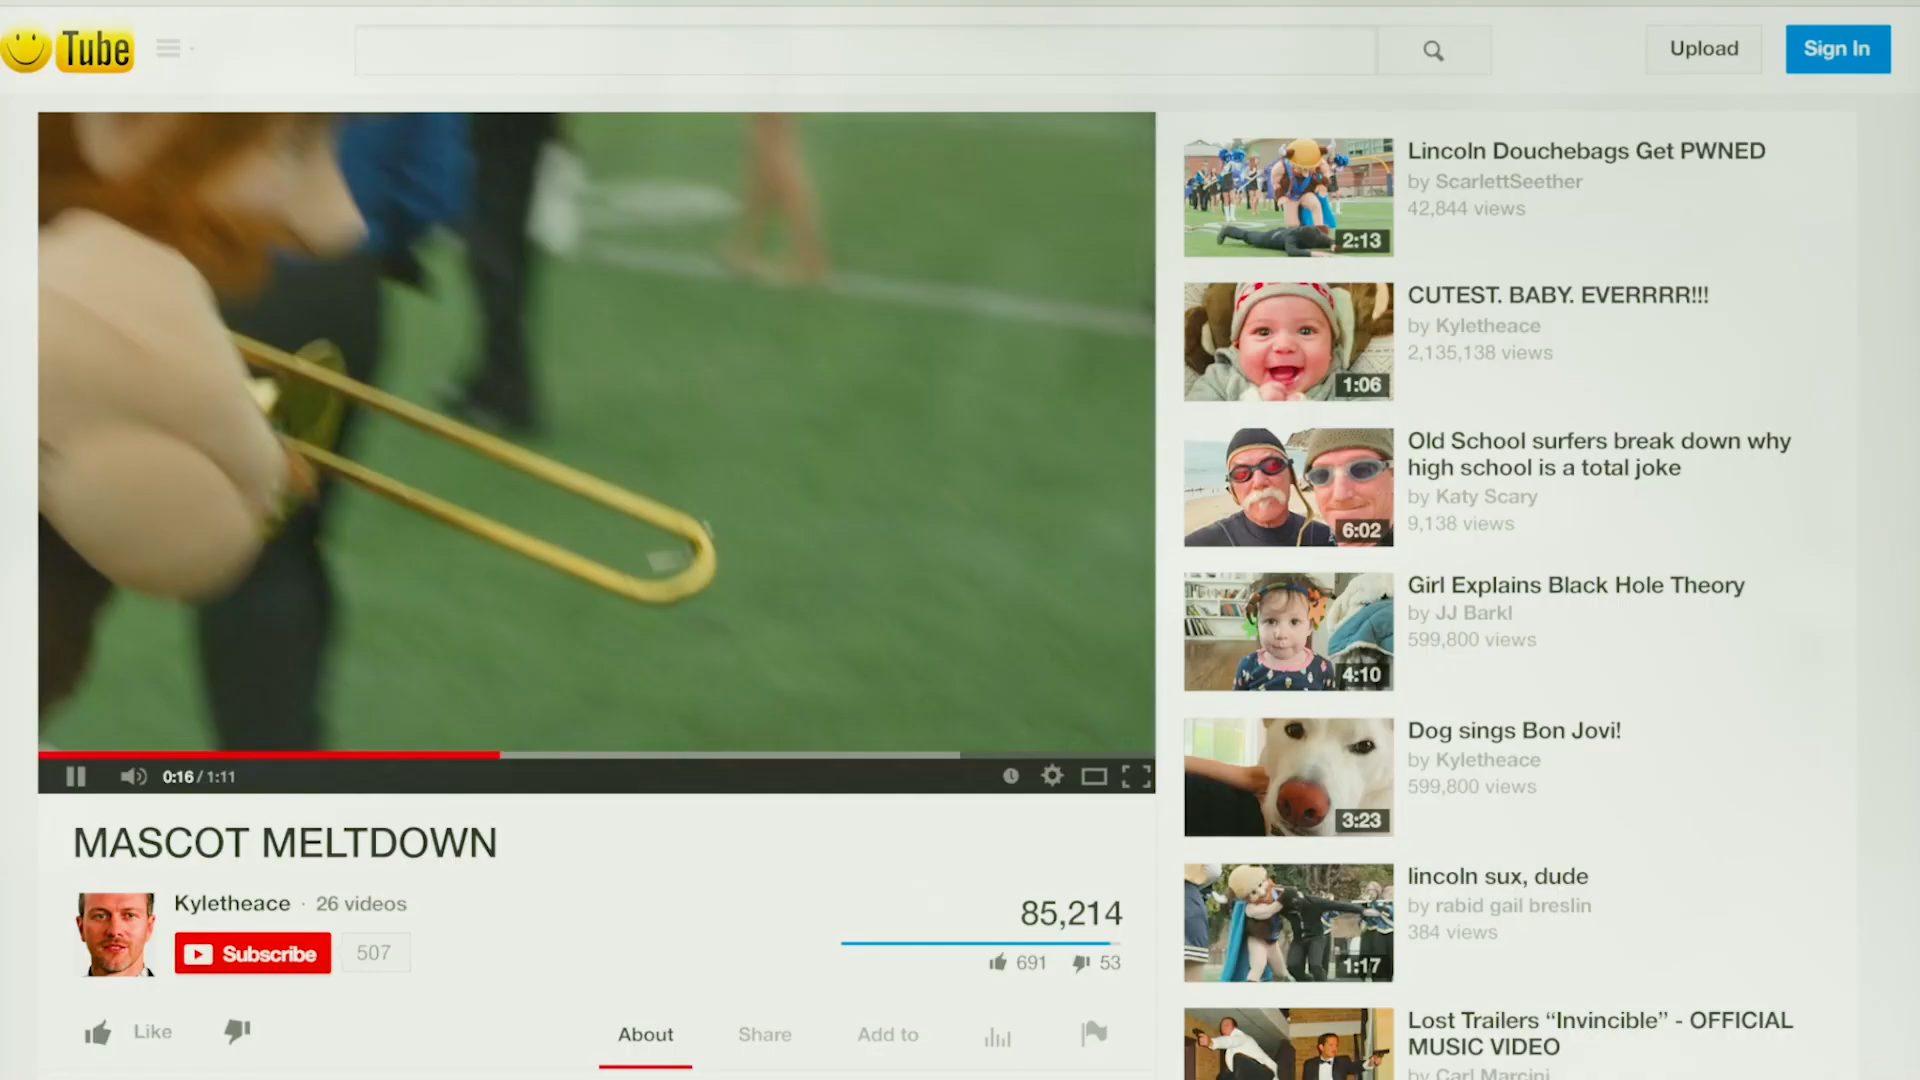 Tube
Upload
Sign In
0:16 / 1:11
MASCOT MELTDOWN
Kyletheace · 26 videos
Subscribe
507
85,214
691
53
Like
About
Share
Add to
Lincoln Douchebags Get PWNED
by ScarlettSeether
42,844 views
2:13
CUTEST. BABY. EVERRRR!!!
by Kyletheace
2,135,138 views
1:06
Old School surfers break down why
high school is a total joke
by Katy Scary
9,138 views
6:02
Girl Explains Black Hole Theory
by JJ Barkl
599,800 views
4:10
Dog sings Bon Jovi!
by Kyletheace
599,800 views
3:23
lincoln sux, dude
by rabid gail breslin
384 views
1:17
Lost Trailers “Invincible” - OFFICIAL
MUSIC VIDEO
by Carl Marcini